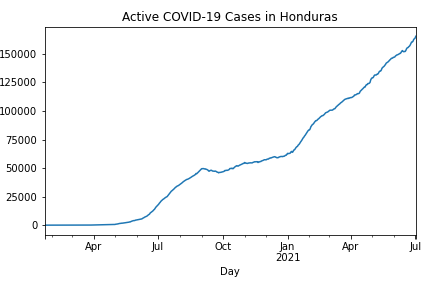 Active COVID-19 Cases in Honduras
150000
125000
100000
75000
50000
25000
0
Apr
Jul
Oct
Jan
2021
Apr
Jul
Day